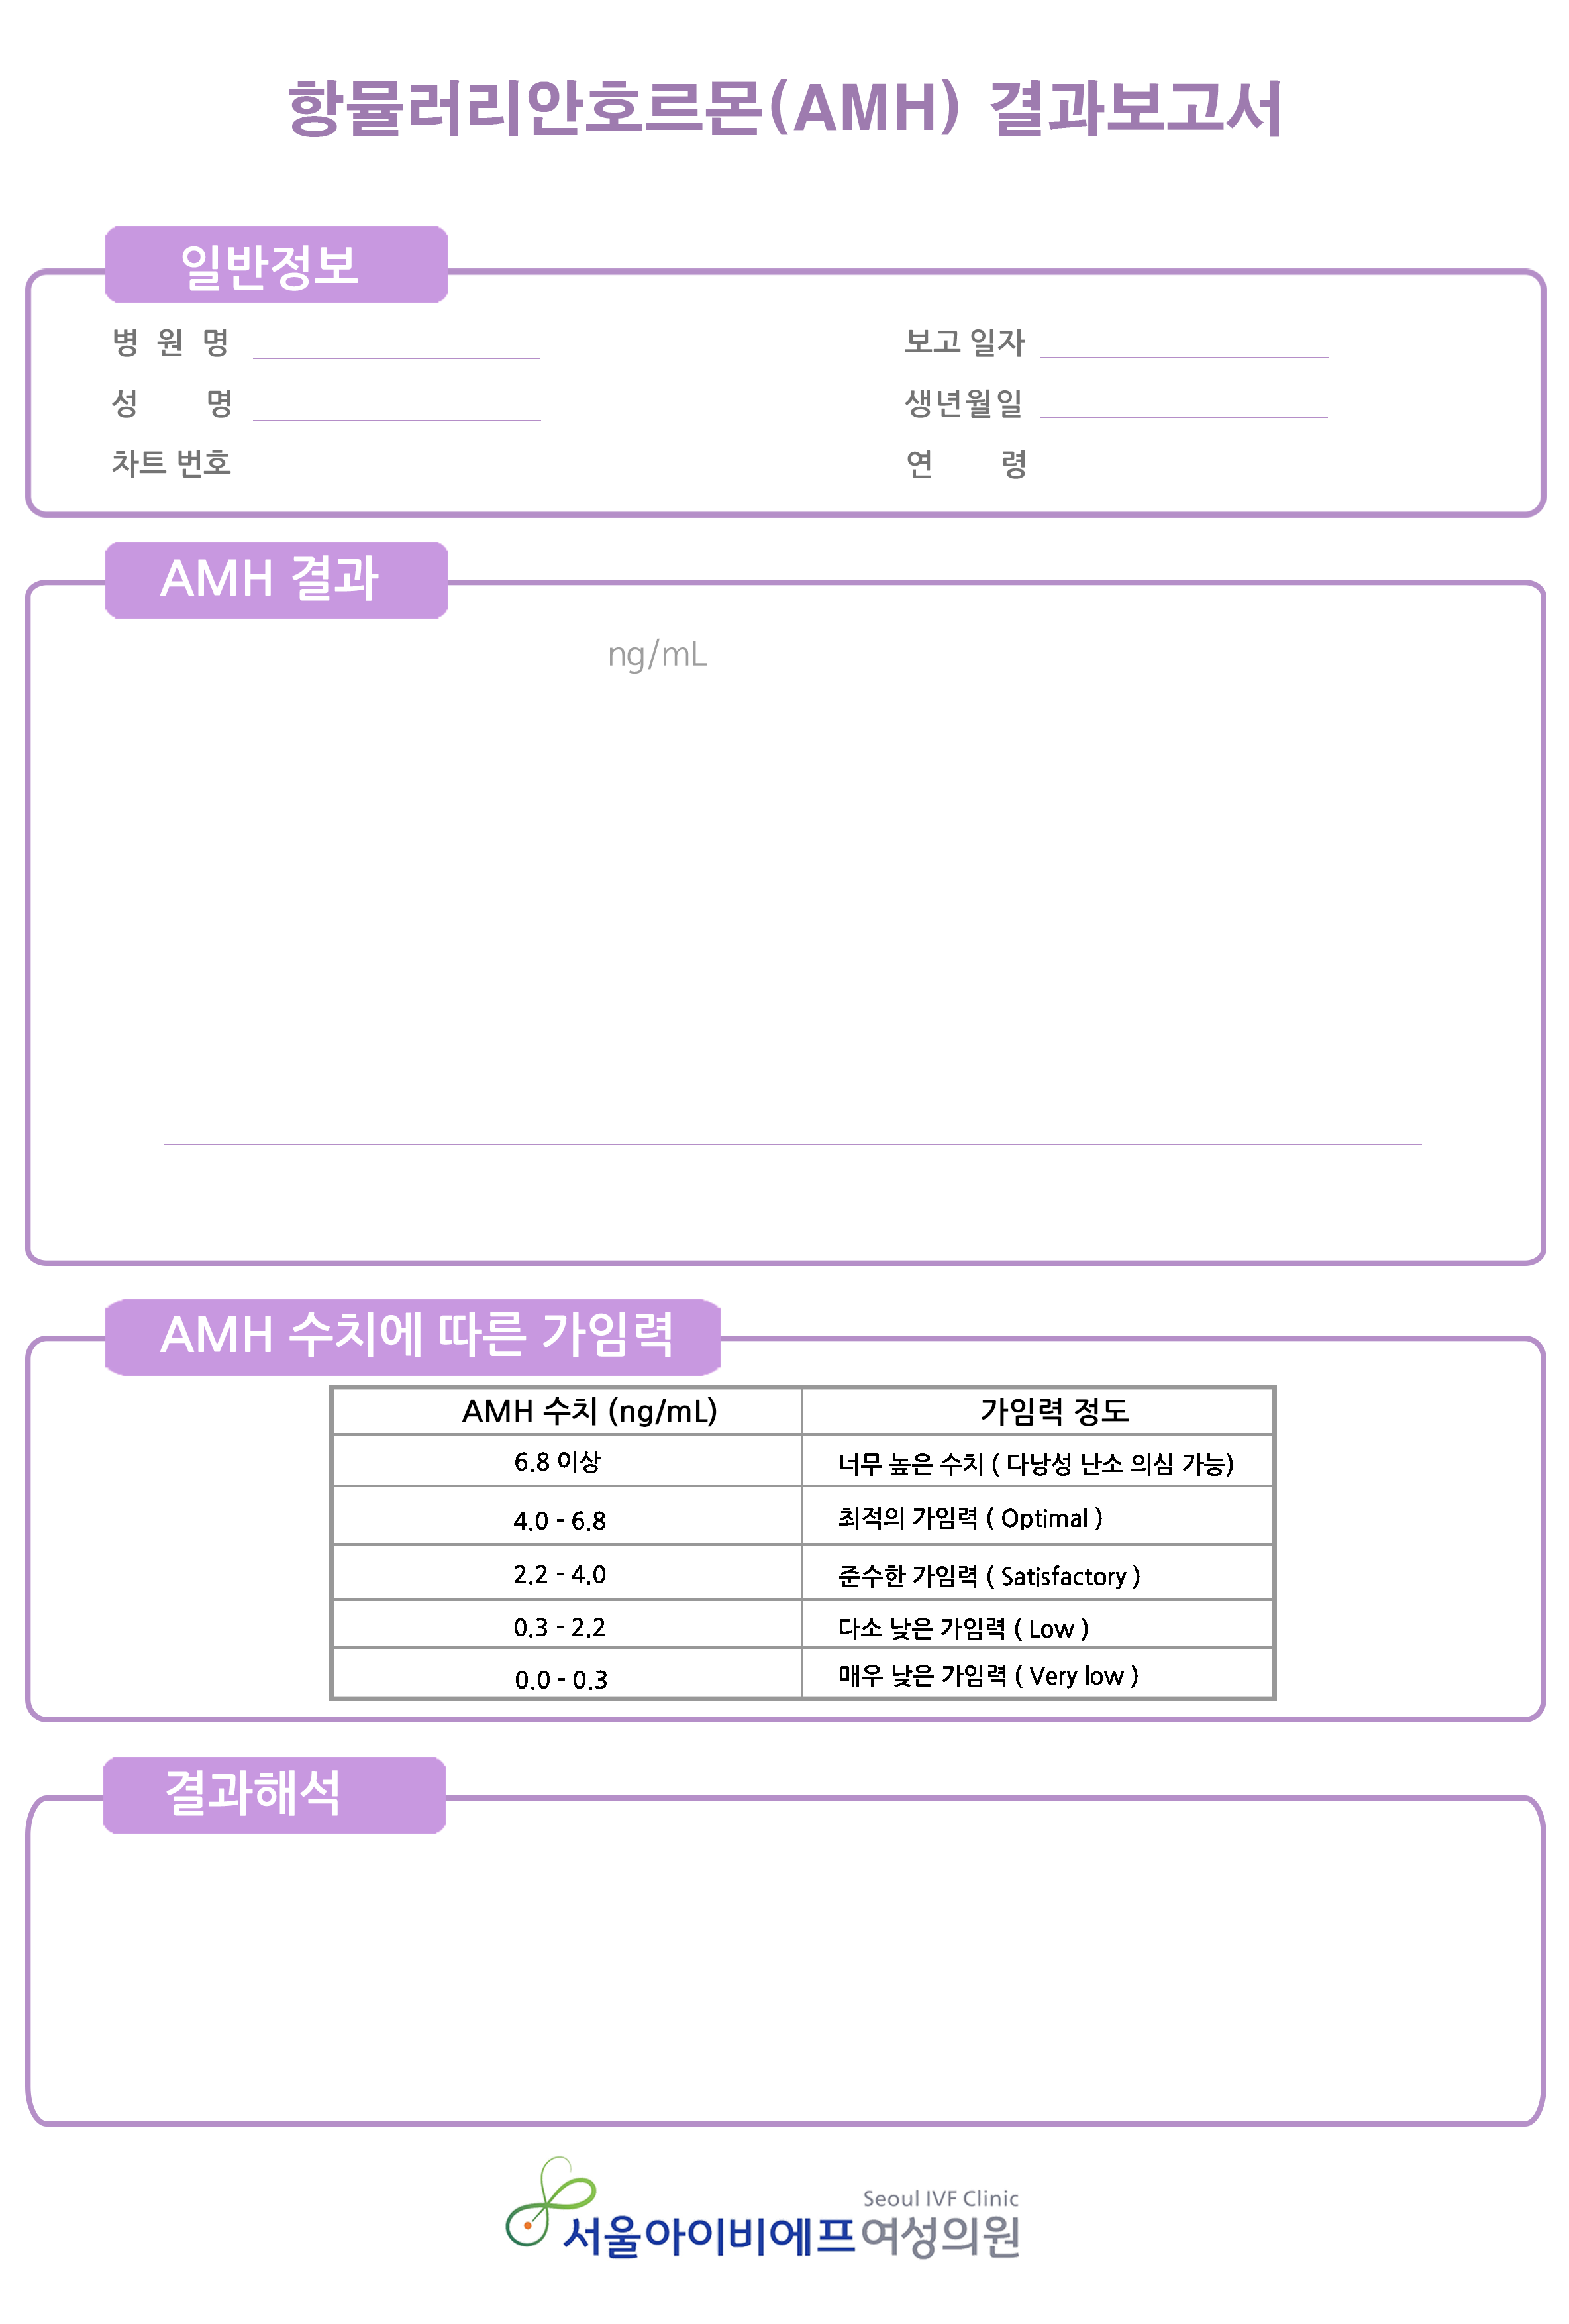 항뮬러리안호르몬(AMH) 결과보고서
일반정보
병 원 명
보고 일자
성 명
생년월일
차트 번호
연 령
AMH 결과
ng/mL
AMH 수치에 따른 가임력
AMH 수치 (ng/mL) 가임력 정도
6.8 이상 너무 높은 수치 ( 다낭성 난소 의심 가능)
4.0 - 6.8 최적의 가임력 ( Optimal )
2.2 - 4.0 준수한 가임력 ( Satisfactory )
0.3 - 2.2 다소 낮은 가임력 ( Low )
0.0 - 0.3 매우 낮은 가임력 ( Very low )
결과해석
Seoul IVF Clinic
서울아이비에프여성의원